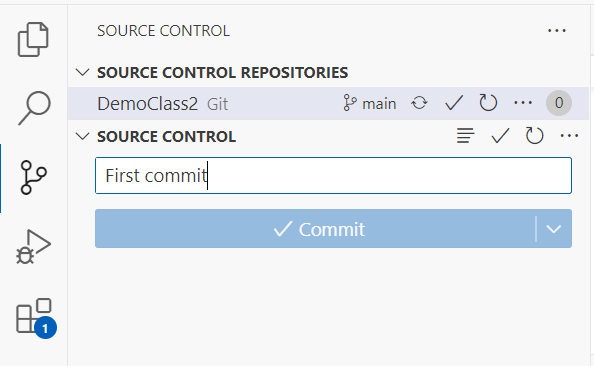 SOURCE CONTROL
SOURCE CONTROL REPOSITORIES
DemoClass2 Git main 0
SOURCE CONTROL
First commit
Commit
1